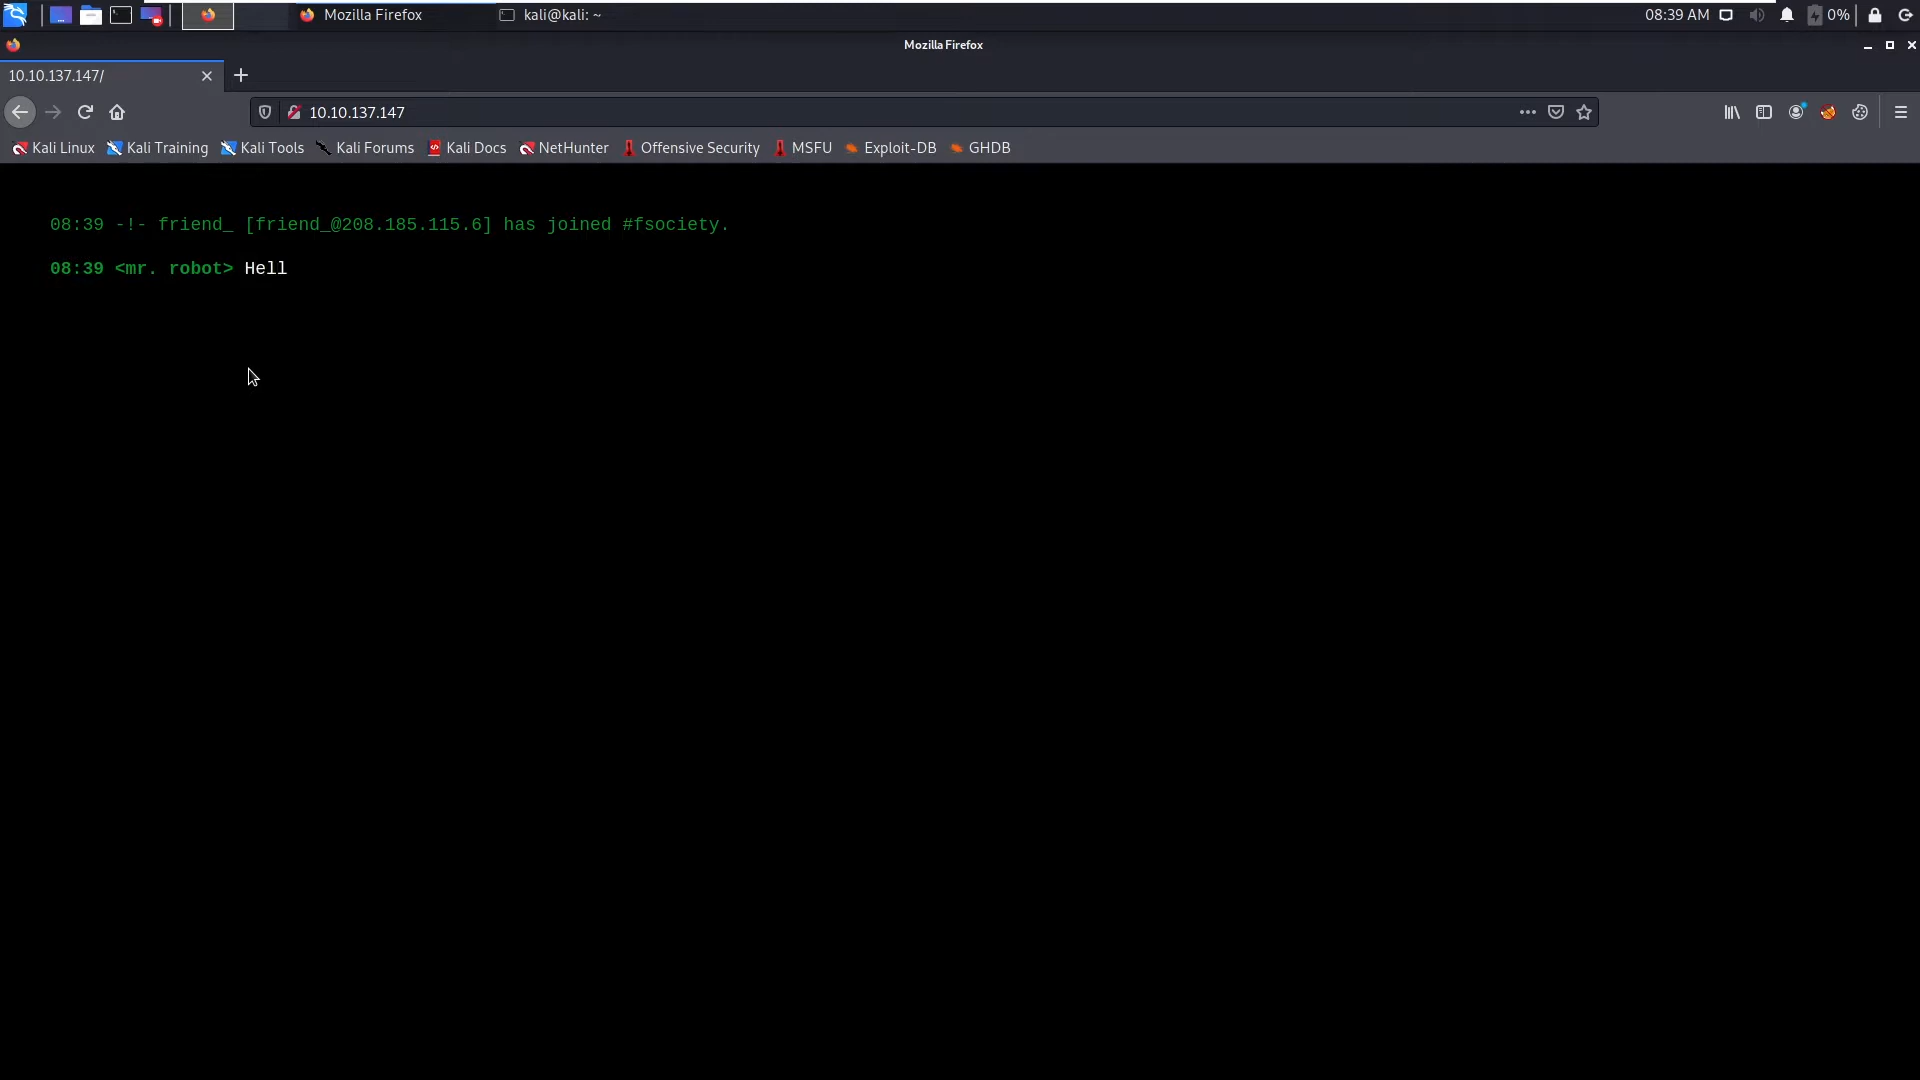 Mozilla Firefox
kali@kali: ~
08:39 AM
0%
Mozilla Firefox
10.10.137.147/
10.10.137.147
Kali Linux Kali Training Kali Tools Kali Forums Kali Docs NetHunter Offensive Security MSFU Exploit-DB GHDB
08:39 -!- friend_ [friend_@208.185.115.6] has joined #fsociety.
08:39 <mr. robot> Hell